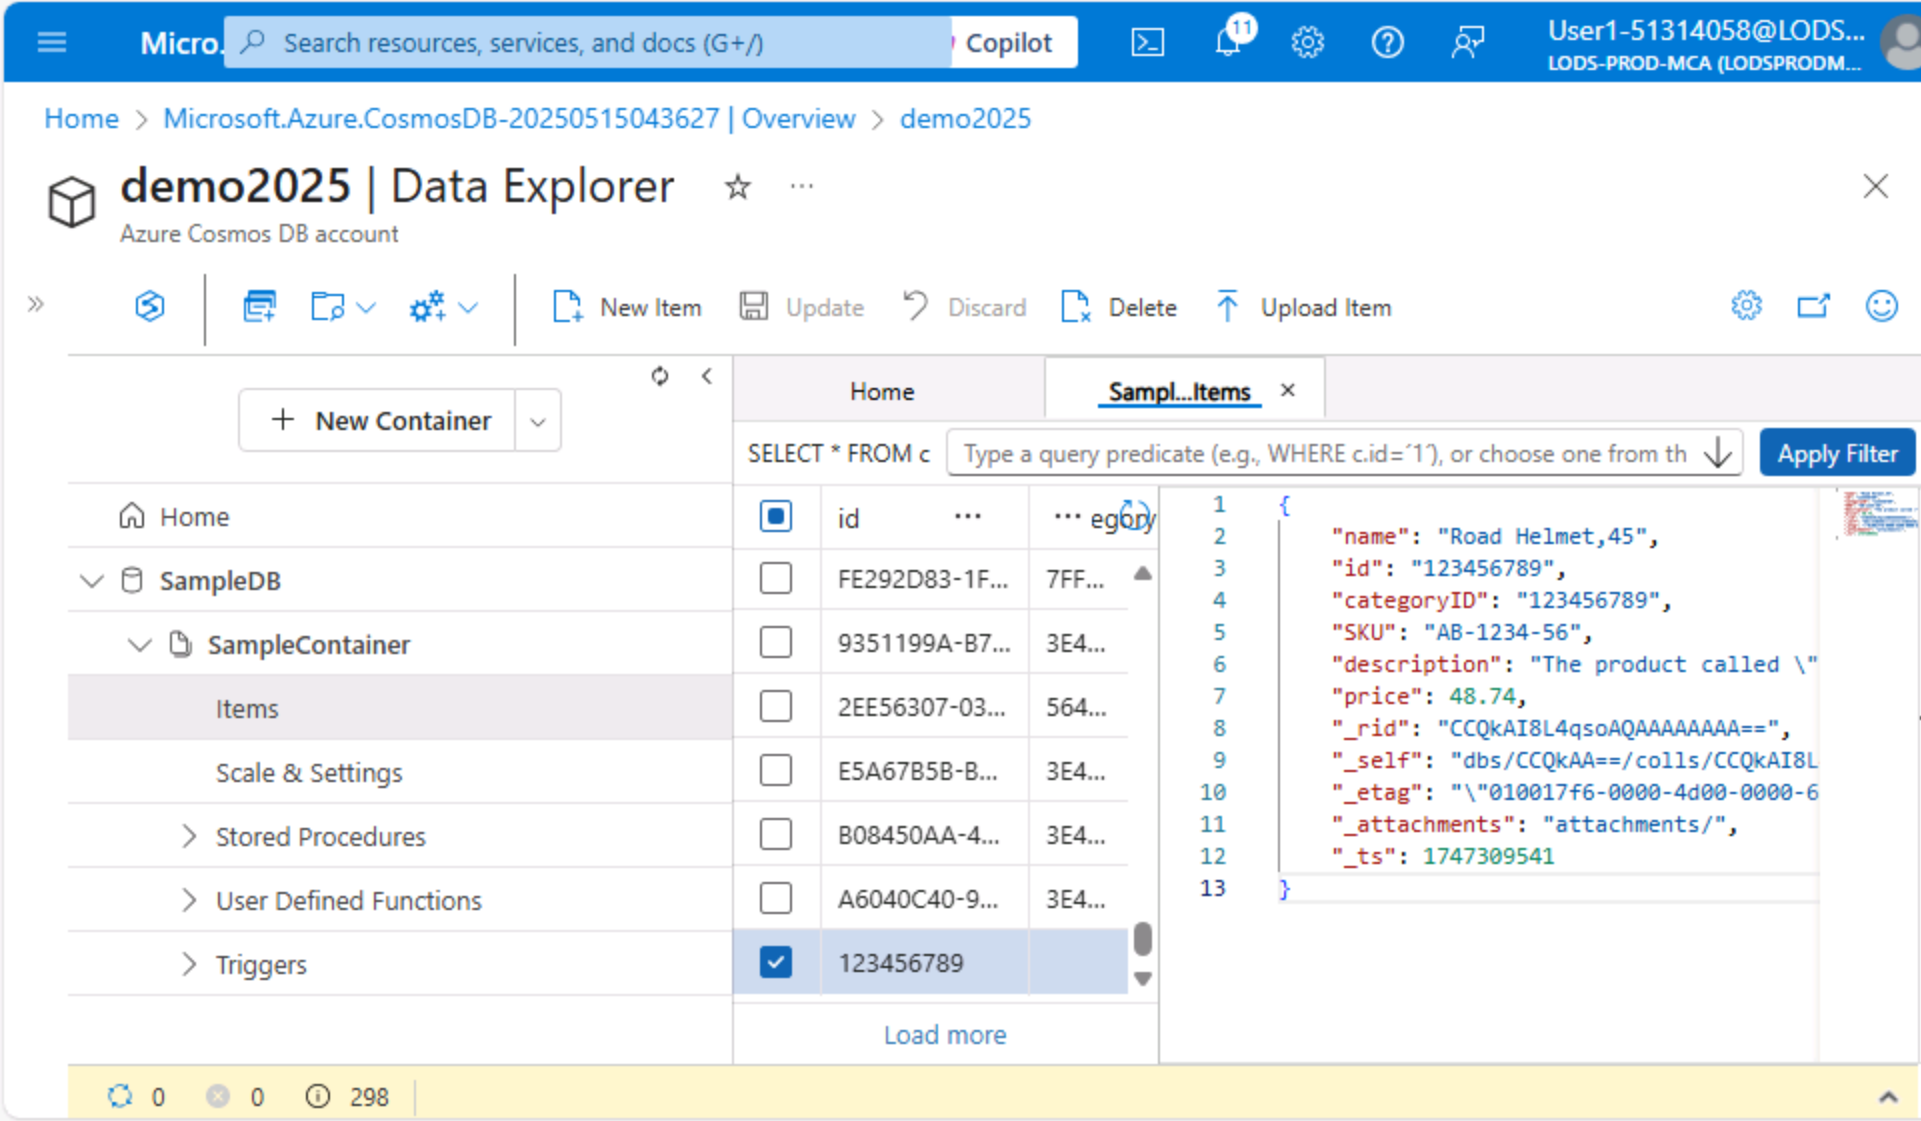 Micro.
Search resources, services, and docs (G+/)
Copilot
11
User1-51314058@LODS...
LODS-PROD-MCA (LODSPRODM...
Home > Microsoft.Azure.CosmosDB-20250515043627 | Overview > demo2025
demo2025 | Data Explorer
Azure Cosmos DB account
New Item
Update
Discard
Delete
Upload Item
+ New Container
Home
SampleDB
SampleContainer
Items
Scale & Settings
Stored Procedures
User Defined Functions
Triggers
Home
Sampl...Items
SELECT * FROM c
Type a query predicate (e.g., WHERE c.id=´1´), or choose one from th
Apply Filter
id ... ... egory
FE292D83-1F... 7FF...
9351199A-B7... 3E4...
2EE56307-03... 564...
E5A67B5B-B... 3E4...
B08450AA-4... 3E4...
A6040C40-9... 3E4...
123456789
Load more
1 {
2 "name": "Road Helmet,45",
3 "id": "123456789",
4 "categoryID": "123456789",
5 "SKU": "AB-1234-56",
6 "description": "The product called \"
7 "price": 48.74,
8 "_rid": "CCQkAI8L4qsoAQAAAAAAAA==",
9 "_self": "dbs/CCQkAA==/colls/CCQkAI8L
10 "_etag": "\"010017f6-0000-4d00-0000-6
11 "_attachments": "attachments/",
12 "_ts": 1747309541
13 }
0 0 298